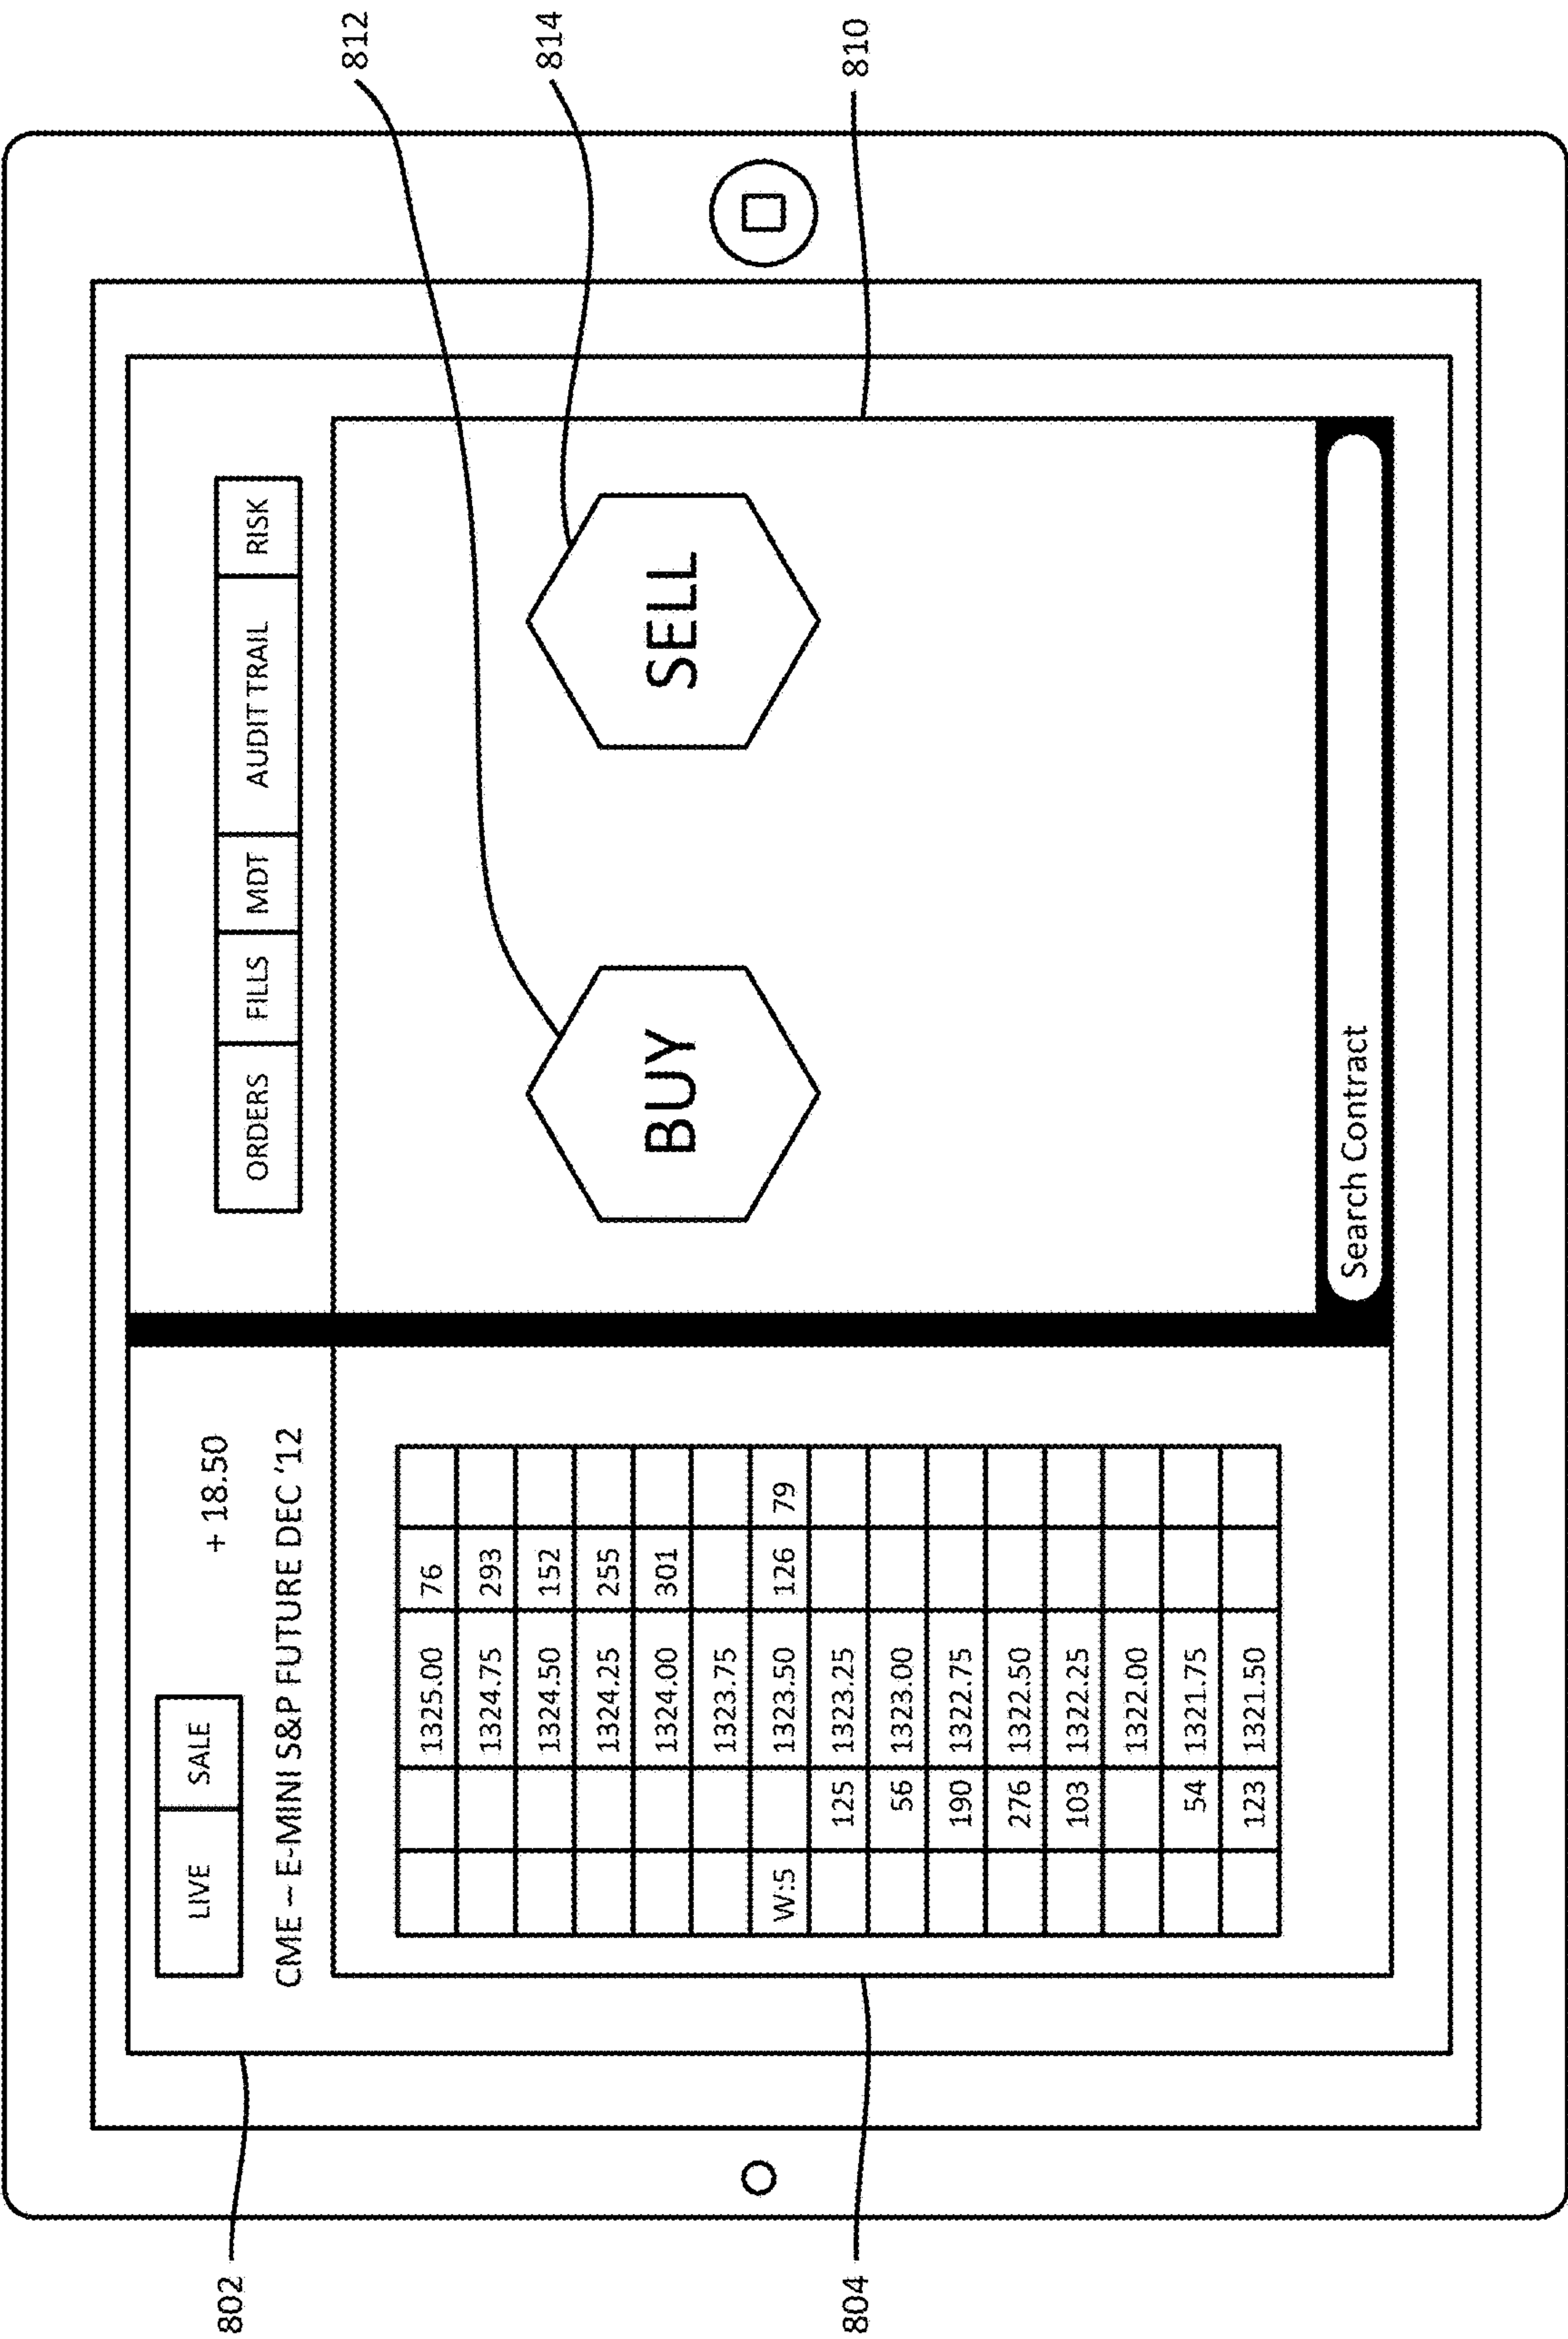 812
814
810
802
804
LIVE SALE
+ 18.50
CME – E-MINI S&P FUTURE DEC '12
ORDERS FILLS MDT AUDIT TRAIL RISK
1325.00 76
1324.75 293
1324.50 152
1324.25 255
1324.00 301
1323.75
W:5 1323.50 126 79
125 1323.25
56 1323.00
190 1322.75
276 1322.50
103 1322.25
1322.00
54 1321.75
123 1321.50
BUY
SELL
Search Contract